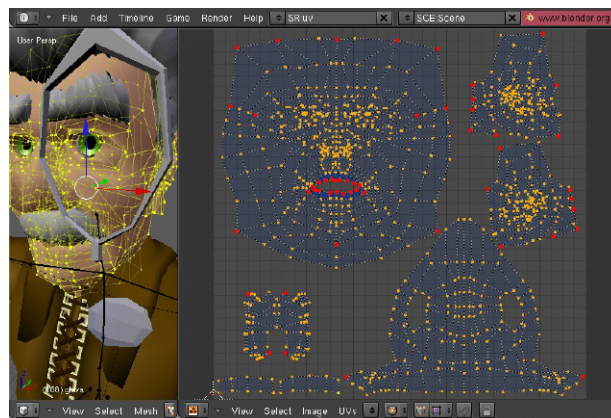 File Add Timeline Game Render Help SR:uv SCE:Scene www.blender.org
User Persp
View Select Mesh View Select Image UVs